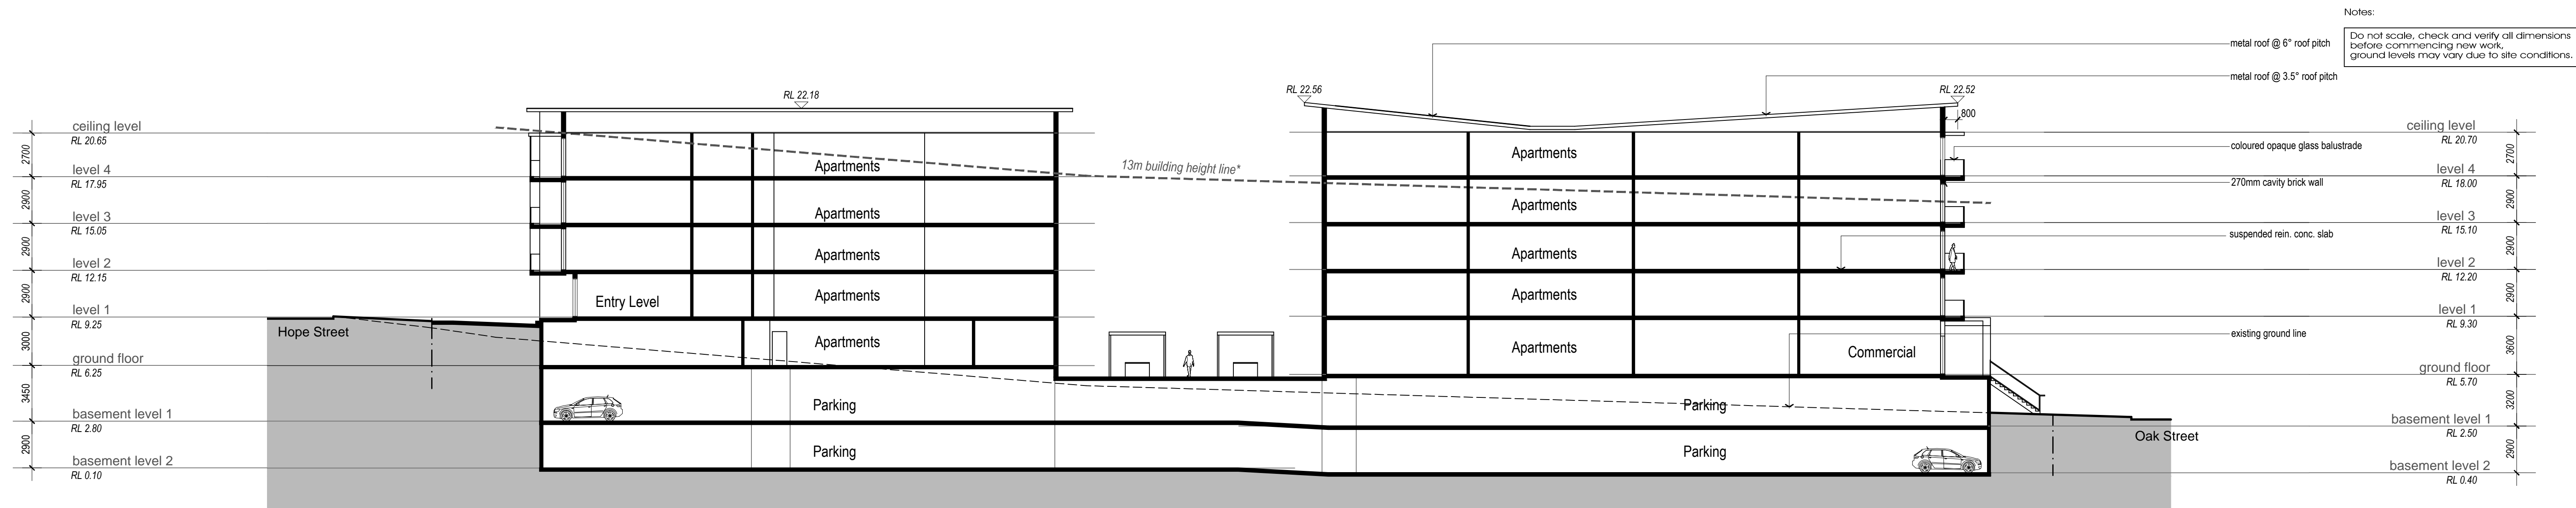 Notes:
Do not scale, check and verify all dimensions
before commencing new work,
ground levels may vary due to site conditions.
metal roof @ 6° roof pitch
metal roof @ 3.5° roof pitch
RL 22.18
RL 22.56
RL 22.52
800
ceiling level
RL 20.65
2700
level 4
RL 17.95
2900
level 3
RL 15.05
2900
level 2
RL 12.15
2900
level 1
RL 9.25
3000
ground floor
RL 6.25
3450
basement level 1
RL 2.80
2900
basement level 2
RL 0.10
Hope Street
Apartments
Apartments
Apartments
Entry Level
Apartments
Apartments
Parking
Parking
13m building height line*
Apartments
Apartments
Apartments
Apartments
Apartments
Commercial
Parking
Parking
Oak Street
coloured opaque glass balustrade
270mm cavity brick wall
suspended rein. conc. slab
existing ground line
ceiling level
RL 20.70
2700
level 4
RL 18.00
2900
level 3
RL 15.10
2900
level 2
RL 12.20
2900
level 1
RL 9.30
3600
ground floor
RL 5.70
3200
basement level 1
RL 2.50
2900
basement level 2
RL 0.40